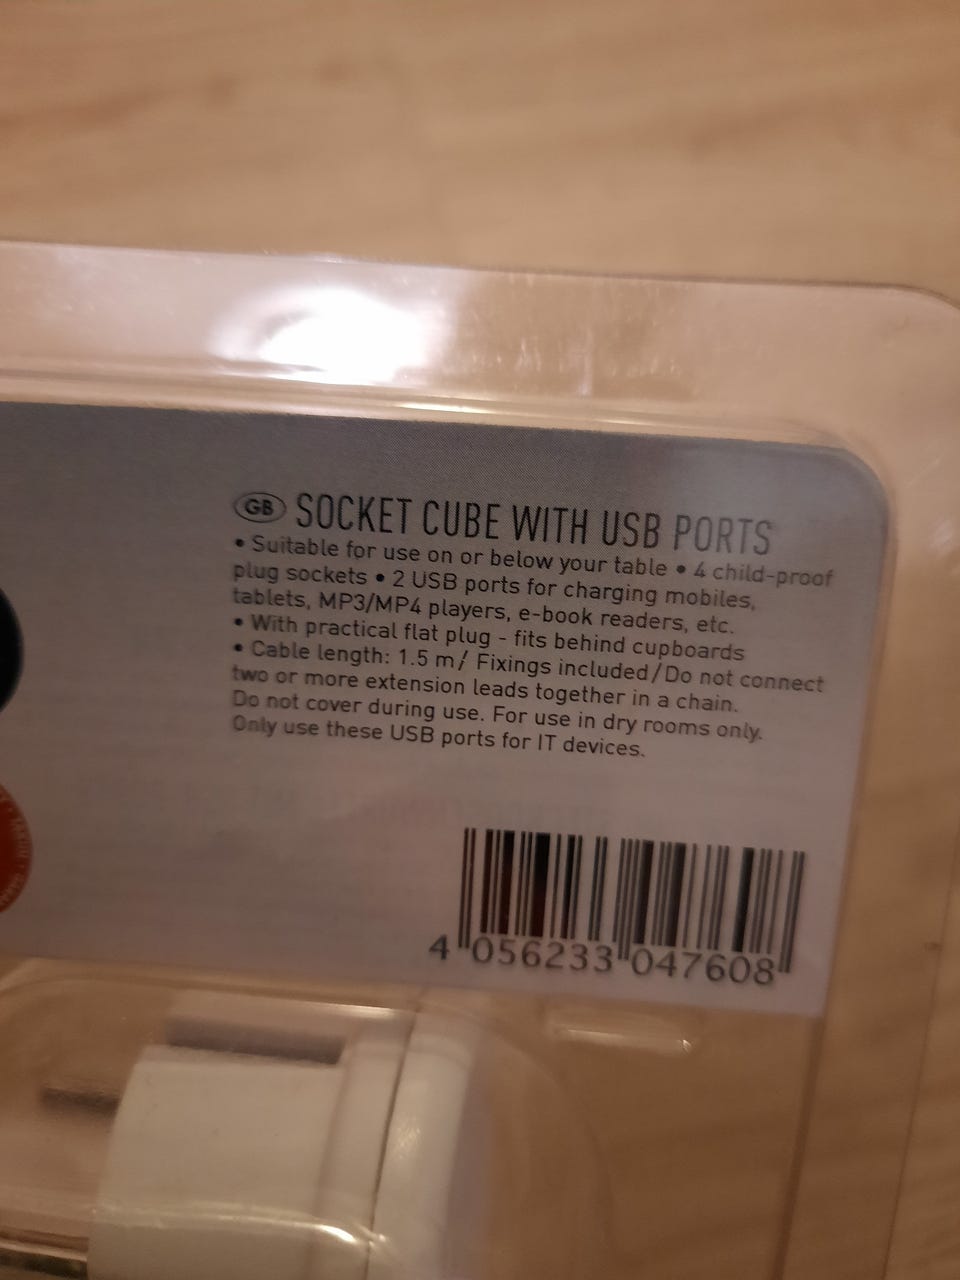 GB SOCKET CUBE WITH USB PORTS
• Suitable for use on or below your table • 4 child-proof
plug sockets • 2 USB ports for charging mobiles,
tablets, MP3/MP4 players, e-book readers, etc.
• With practical flat plug - fits behind cupboards
• Cable length: 1.5 m/ Fixings included/Do not connect
two or more extension leads together in a chain.
Do not cover during use. For use in dry rooms only.
Only use these USB ports for IT devices.
4 056233 047608